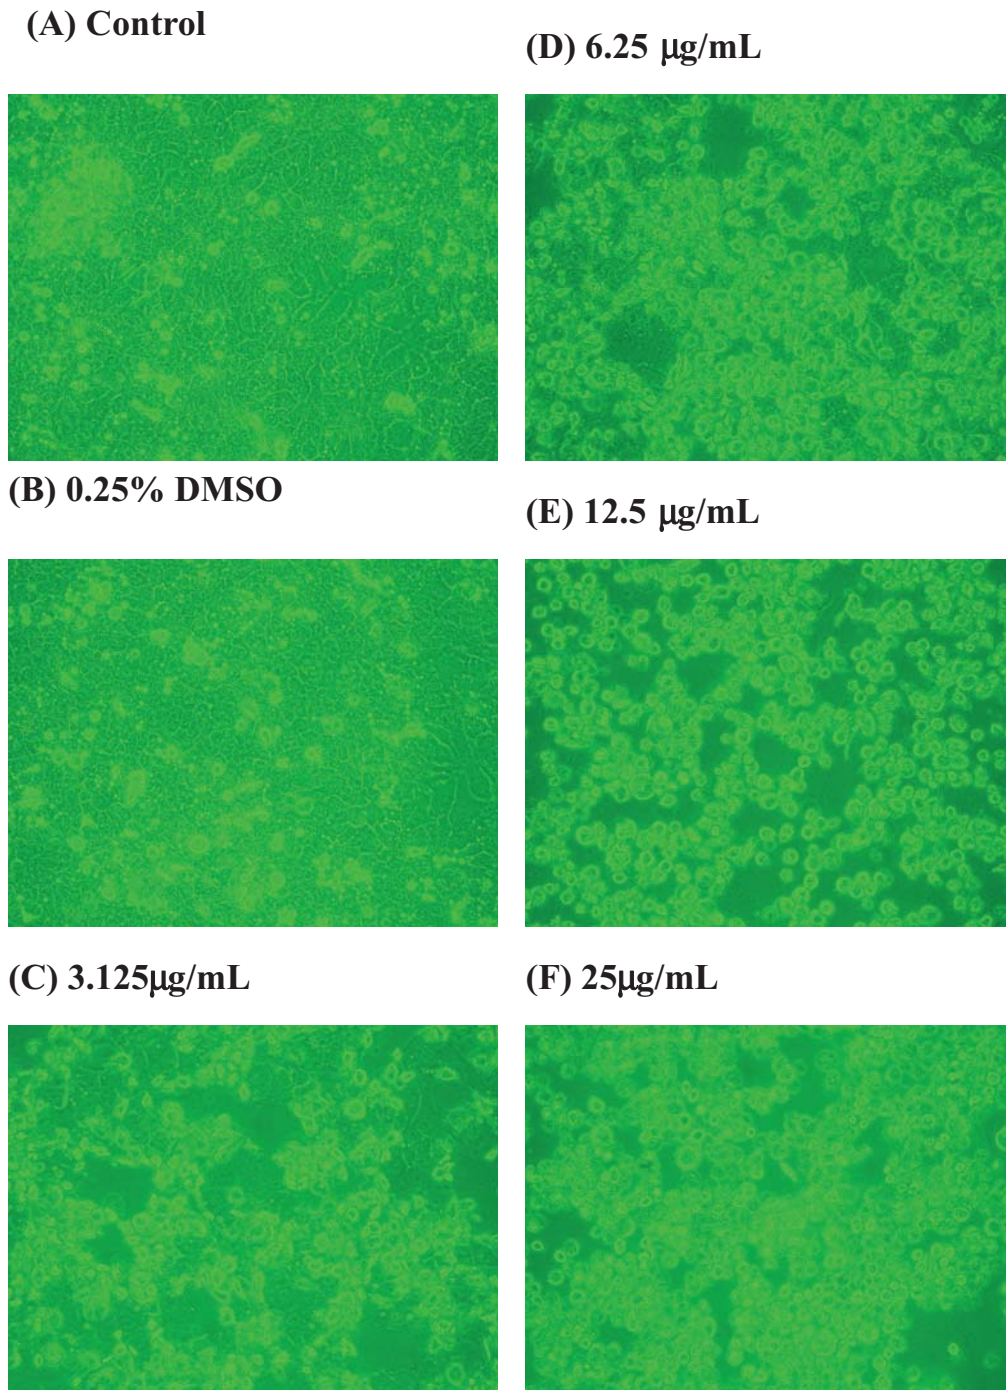 (A) Control
(B) 0.25% DMSO
(C) 3.125μg/mL
(D) 6.25 μg/mL
(E) 12.5 μg/mL
(F) 25μg/mL